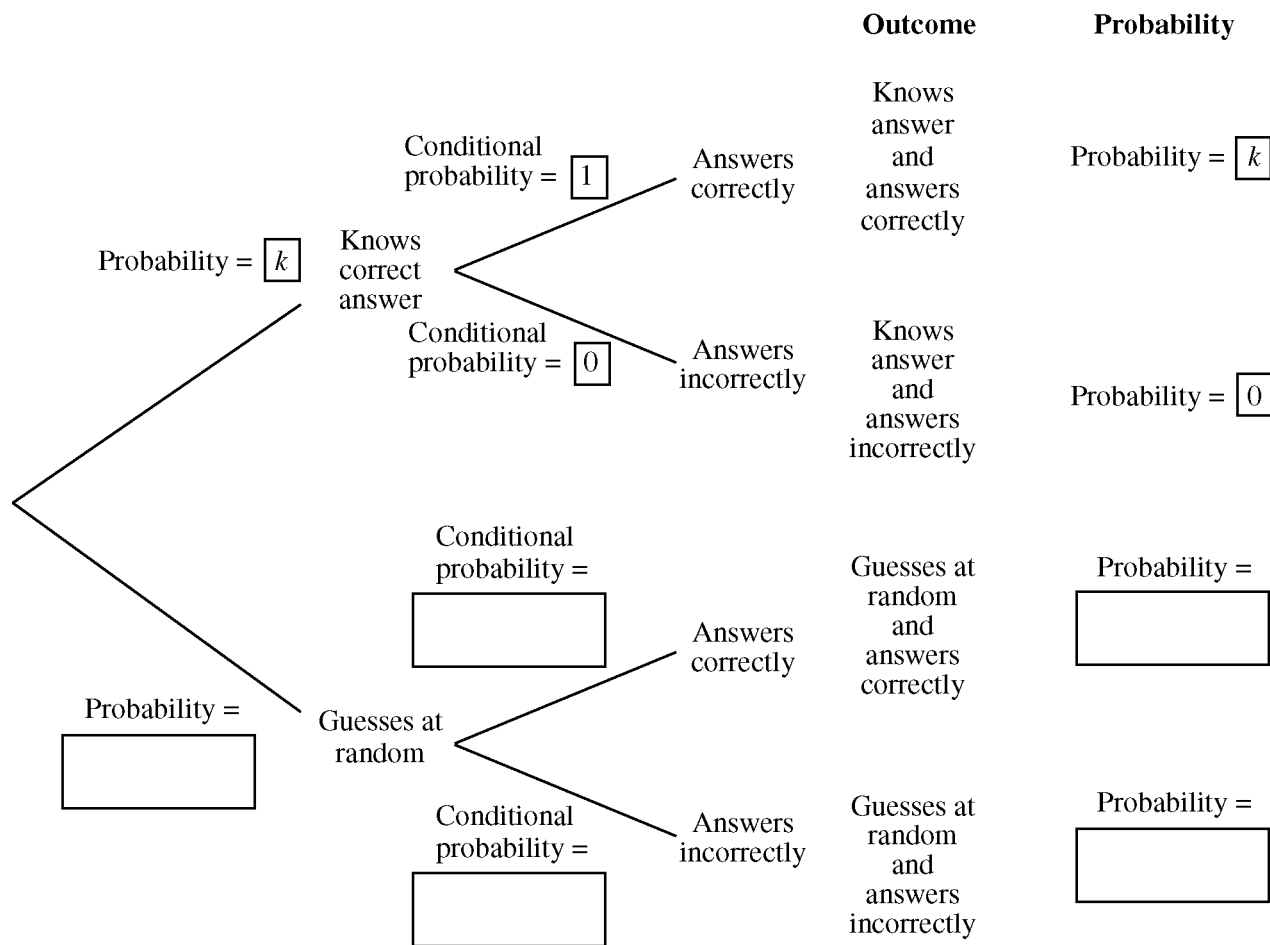 Outcome
Probability
Knows
answer
and
answers
correctly
Conditional
probability = 1
Answers
correctly
Probability = k
Probability = k
Knows
correct
answer
Conditional
probability = 0
Answers
incorrectly
Knows
answer
and
answers
incorrectly
Probability = 0
Conditional
probability =
Answers
correctly
Guesses at
random
and
answers
correctly
Probability =
Probability =
Guesses at
random
Conditional
probability =
Answers
incorrectly
Guesses at
random
and
answers
incorrectly
Probability =